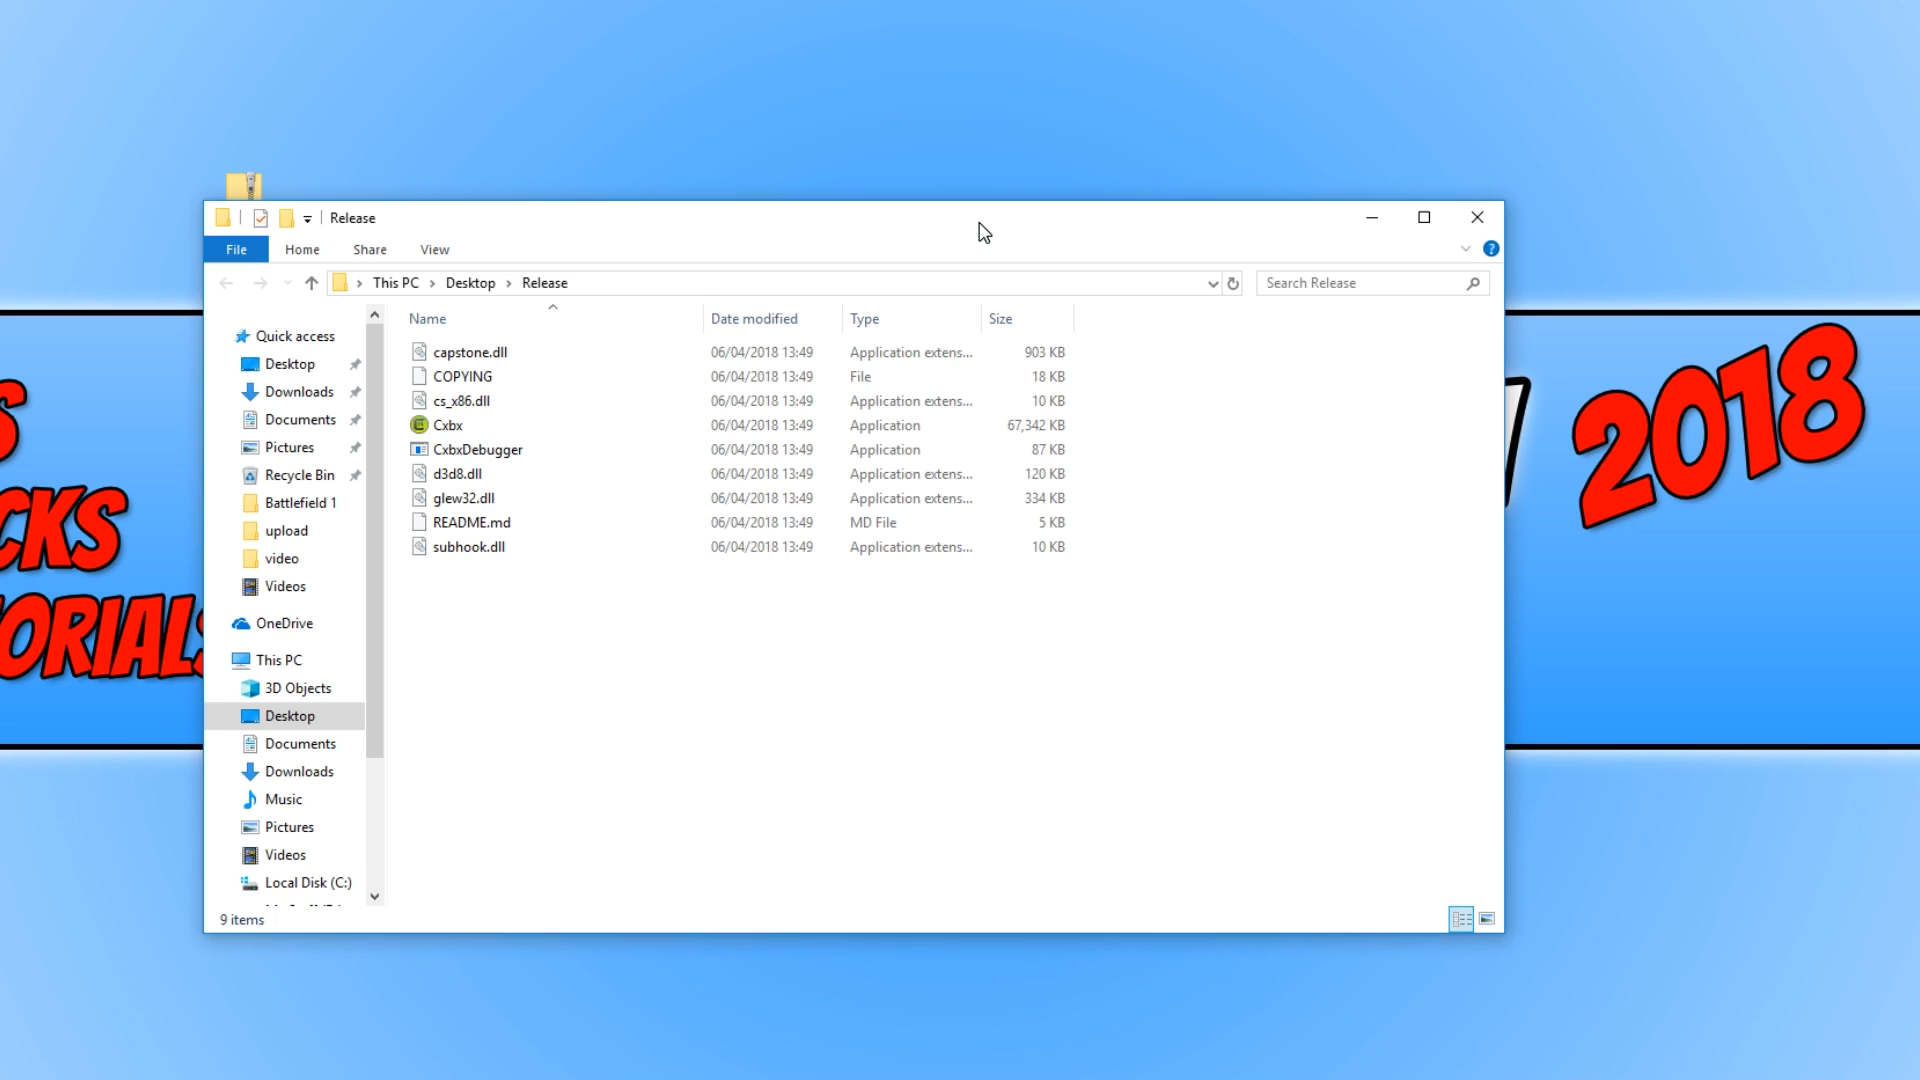 Release
File Home Share View
This PC Desktop Release
Search Release
Name Date modified Type Size
Quick access
Desktop
Downloads
Documents
Pictures
Recycle Bin
Battlefield 1
upload
video
Videos
OneDrive
This PC
3D Objects
Desktop
Documents
Downloads
Music
Pictures
Videos
Local Disk (C:)
capstone.dll 06/04/2018 13:49 Application extens... 903 KB
COPYING 06/04/2018 13:49 File 18 KB
cs_x86.dll 06/04/2018 13:49 Application extens... 10 KB
Cxbx 06/04/2018 13:49 Application 67,342 KB
CxbxDebugger 06/04/2018 13:49 Application 87 KB
d3d8.dll 06/04/2018 13:49 Application extens... 120 KB
glew32.dll 06/04/2018 13:49 Application extens... 334 KB
README.md 06/04/2018 13:49 MD File 5 KB
subhook.dll 06/04/2018 13:49 Application extens... 10 KB
9 items
S
CKS
ORIALS
2018